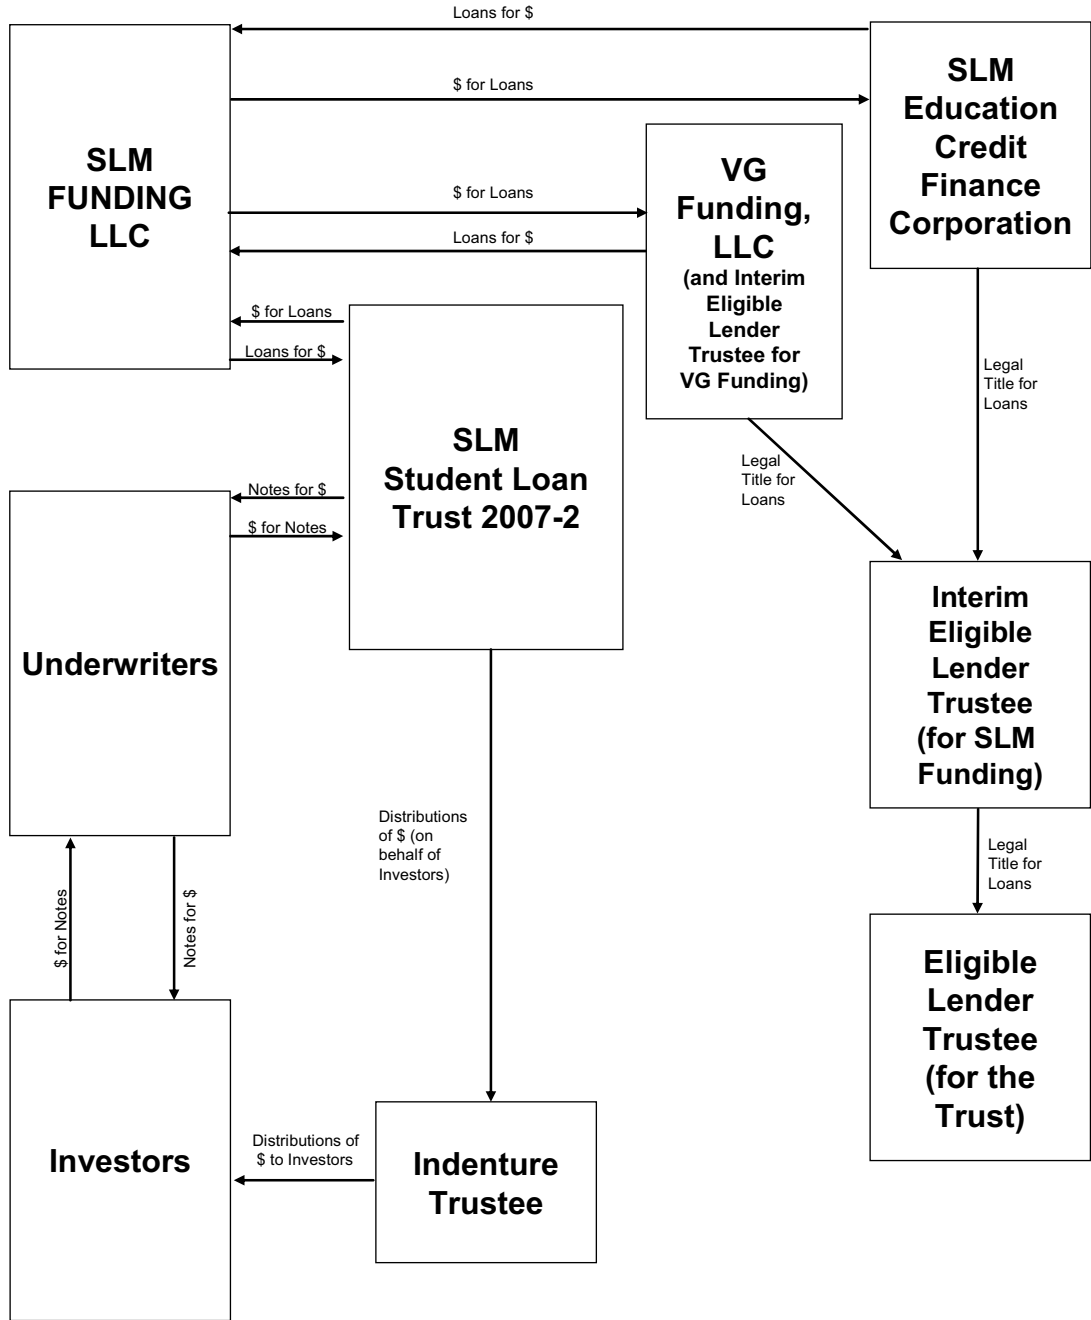 Loans for $
$ for Loans
SLM
FUNDING
LLC
SLM
Education
Credit
Finance
Corporation
$ for Loans
Loans for $
VG
Funding,
LLC
(and Interim
Eligible
Lender
Trustee for
VG Funding)
$ for Loans
Loans for $
SLM
Student Loan
Trust 2007-2
Legal
Title for
Loans
Legal
Title for
Loans
Notes for $
$ for Notes
Underwriters
Interim
Eligible
Lender
Trustee
(for SLM
Funding)
Distributions
of $ (on
behalf of
Investors)
Legal
Title for
Loans
$ for Notes
Notes for $
Eligible
Lender
Trustee
(for the
Trust)
Investors
Distributions of
$ to Investors
Indenture
Trustee